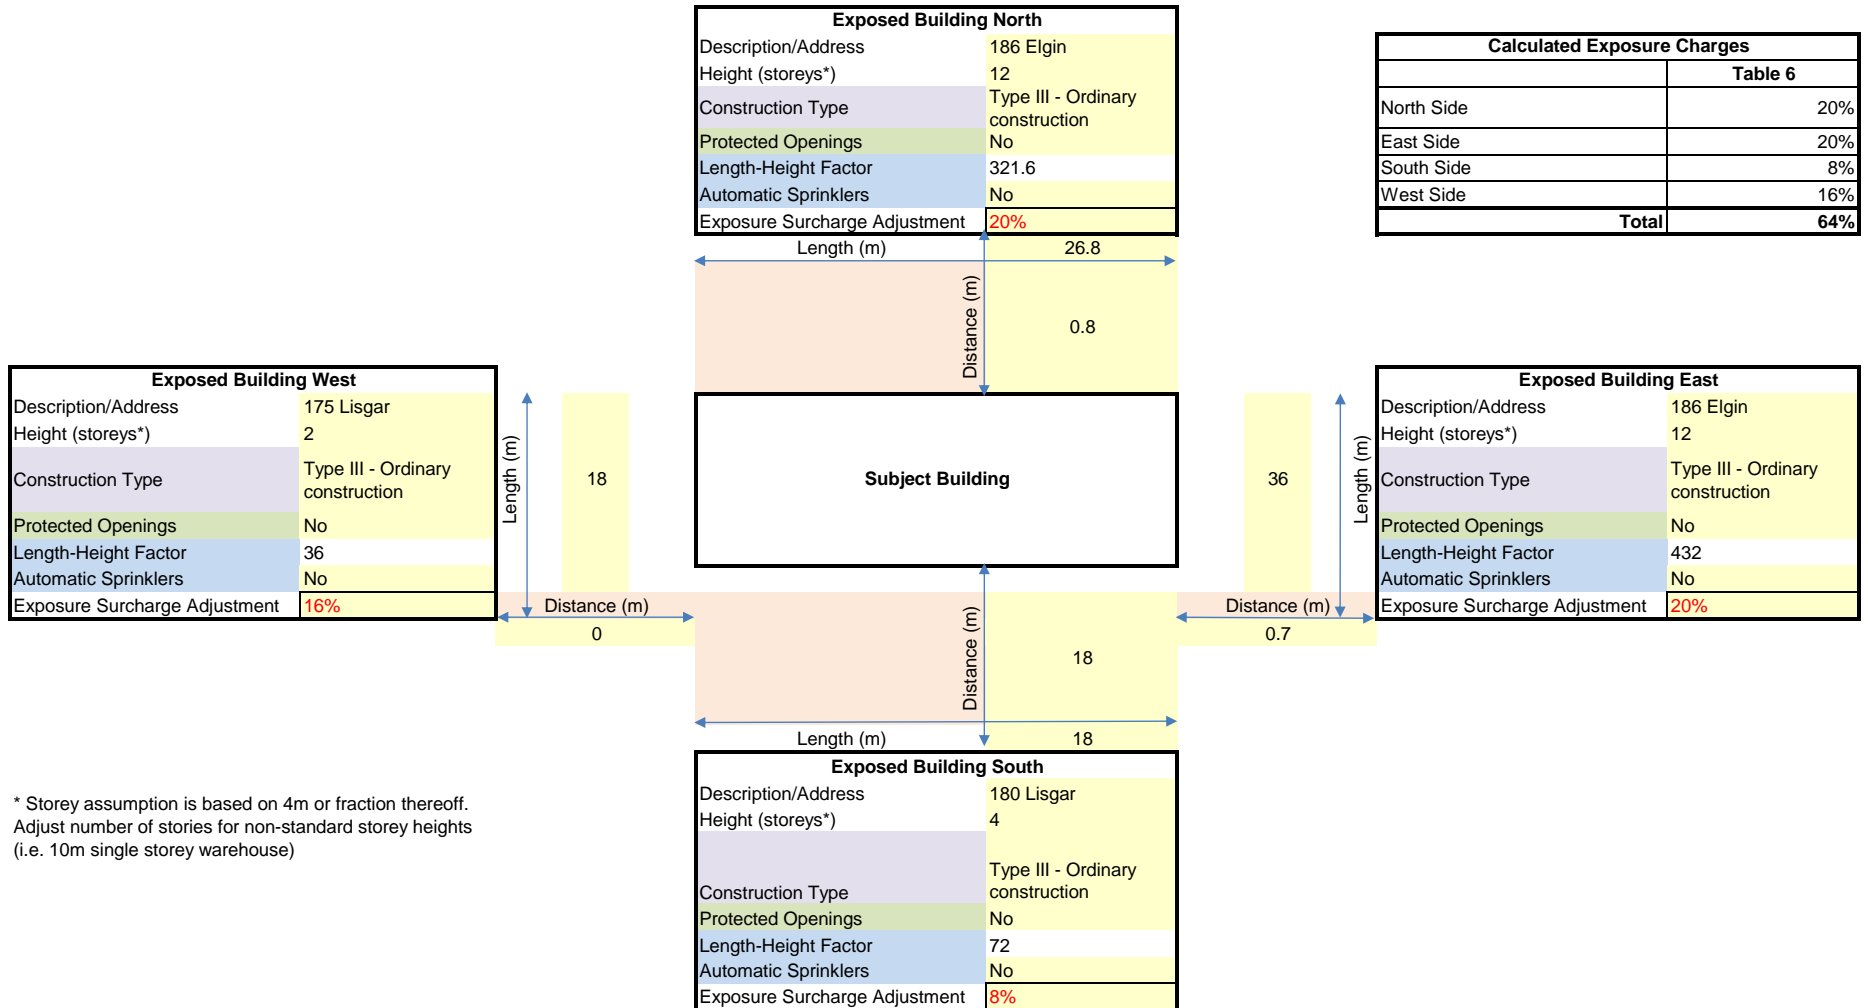 Exposed Building North
Description/Address 186 Elgin
Height (storeys*) 12
Construction Type Type III - Ordinary
construction
Protected Openings No
Length-Height Factor 321.6
Automatic Sprinklers No
Exposure Surcharge Adjustment 20%
Length (m) 26.8
Distance (m) 0.8
Calculated Exposure Charges
Table 6
North Side 20%
East Side 20%
South Side 8%
West Side 16%
Total 64%
Exposed Building West
Description/Address 175 Lisgar
Height (storeys*) 2
Construction Type Type III - Ordinary
construction
Protected Openings No
Length-Height Factor 36
Automatic Sprinklers No
Exposure Surcharge Adjustment 16%
Length (m) 18
Distance (m)
0
Subject Building
36 Length (m)
Distance (m)
0.7
Exposed Building East
Description/Address 186 Elgin
Height (storeys*) 12
Construction Type Type III - Ordinary
construction
Protected Openings No
Length-Height Factor 432
Automatic Sprinklers No
Exposure Surcharge Adjustment 20%
Distance (m) 18
Length (m) 18
Exposed Building South
Description/Address 180 Lisgar
Height (storeys*) 4
Construction Type Type III - Ordinary
construction
Protected Openings No
Length-Height Factor 72
Automatic Sprinklers No
Exposure Surcharge Adjustment 8%
* Storey assumption is based on 4m or fraction thereoff.
Adjust number of stories for non-standard storey heights
(i.e. 10m single storey warehouse)